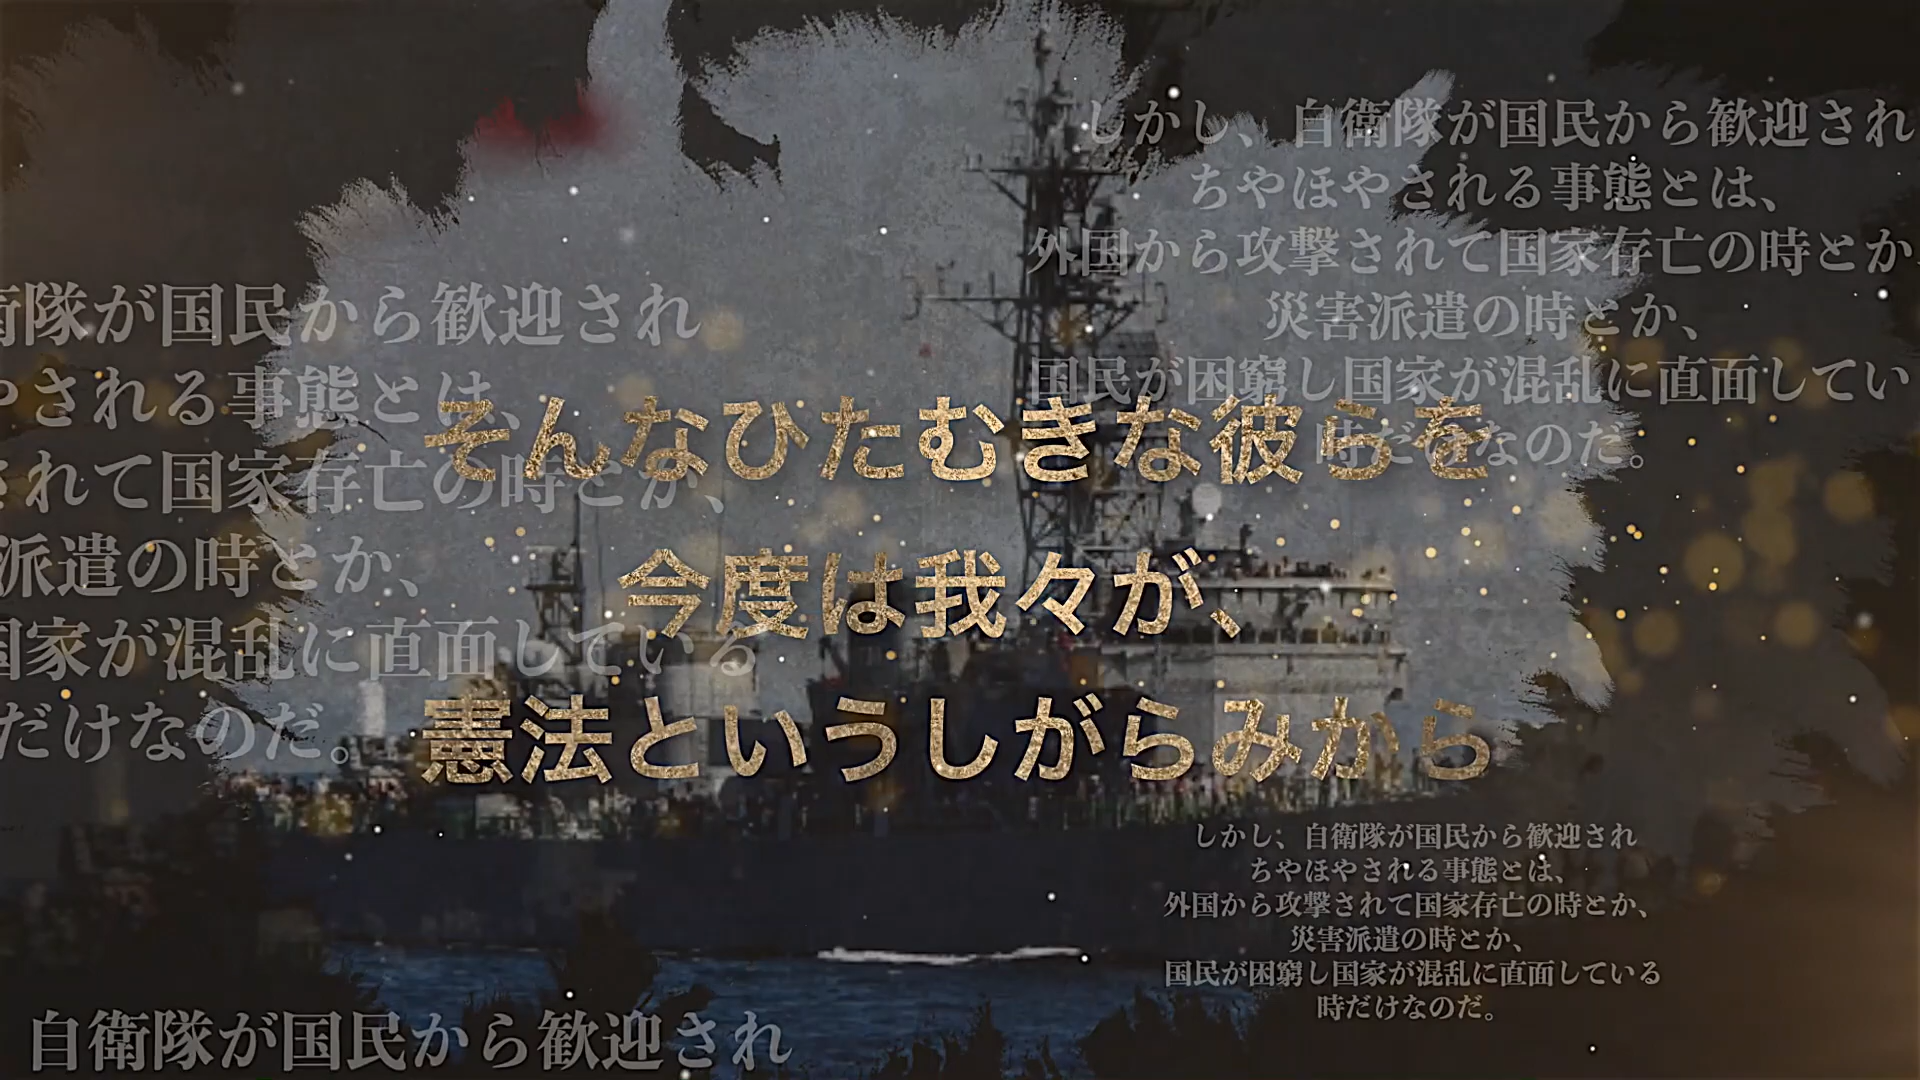 しかし、自衛隊が国民から歓迎され
ちやほやされる事態とは、
外国から攻撃されて国家存亡の時とか
災害派遣の時とか、
国民が困窮し国家が混乱に直面してい
時だけなのだ。
衛隊が国民から歓迎され
やされる事態とは、
されて国家存亡の時とか、
派遣の時とか、
国家が混乱に直面している
だけなのだ。
そんなひたむきな彼らを
今度は我々が、
憲法というしがらみから
しかし、自衛隊が国民から歓迎され
ちやほやされる事態とは、
外国から攻撃されて国家存亡の時とか、
災害派遣の時とか、
国民が困窮し国家が混乱に直面している
時だけなのだ。
自衛隊が国民から歓迎され